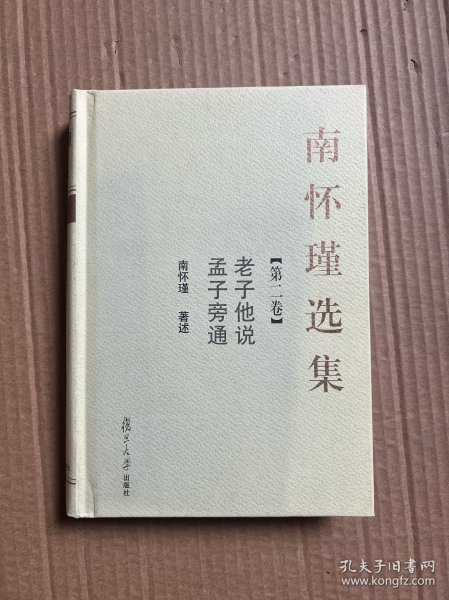 南怀瑾选集
【第二卷】
老子他说
孟子旁通
南怀瑾 著述
復旦大学出版社
孔夫子旧书网
www.kongfz.com